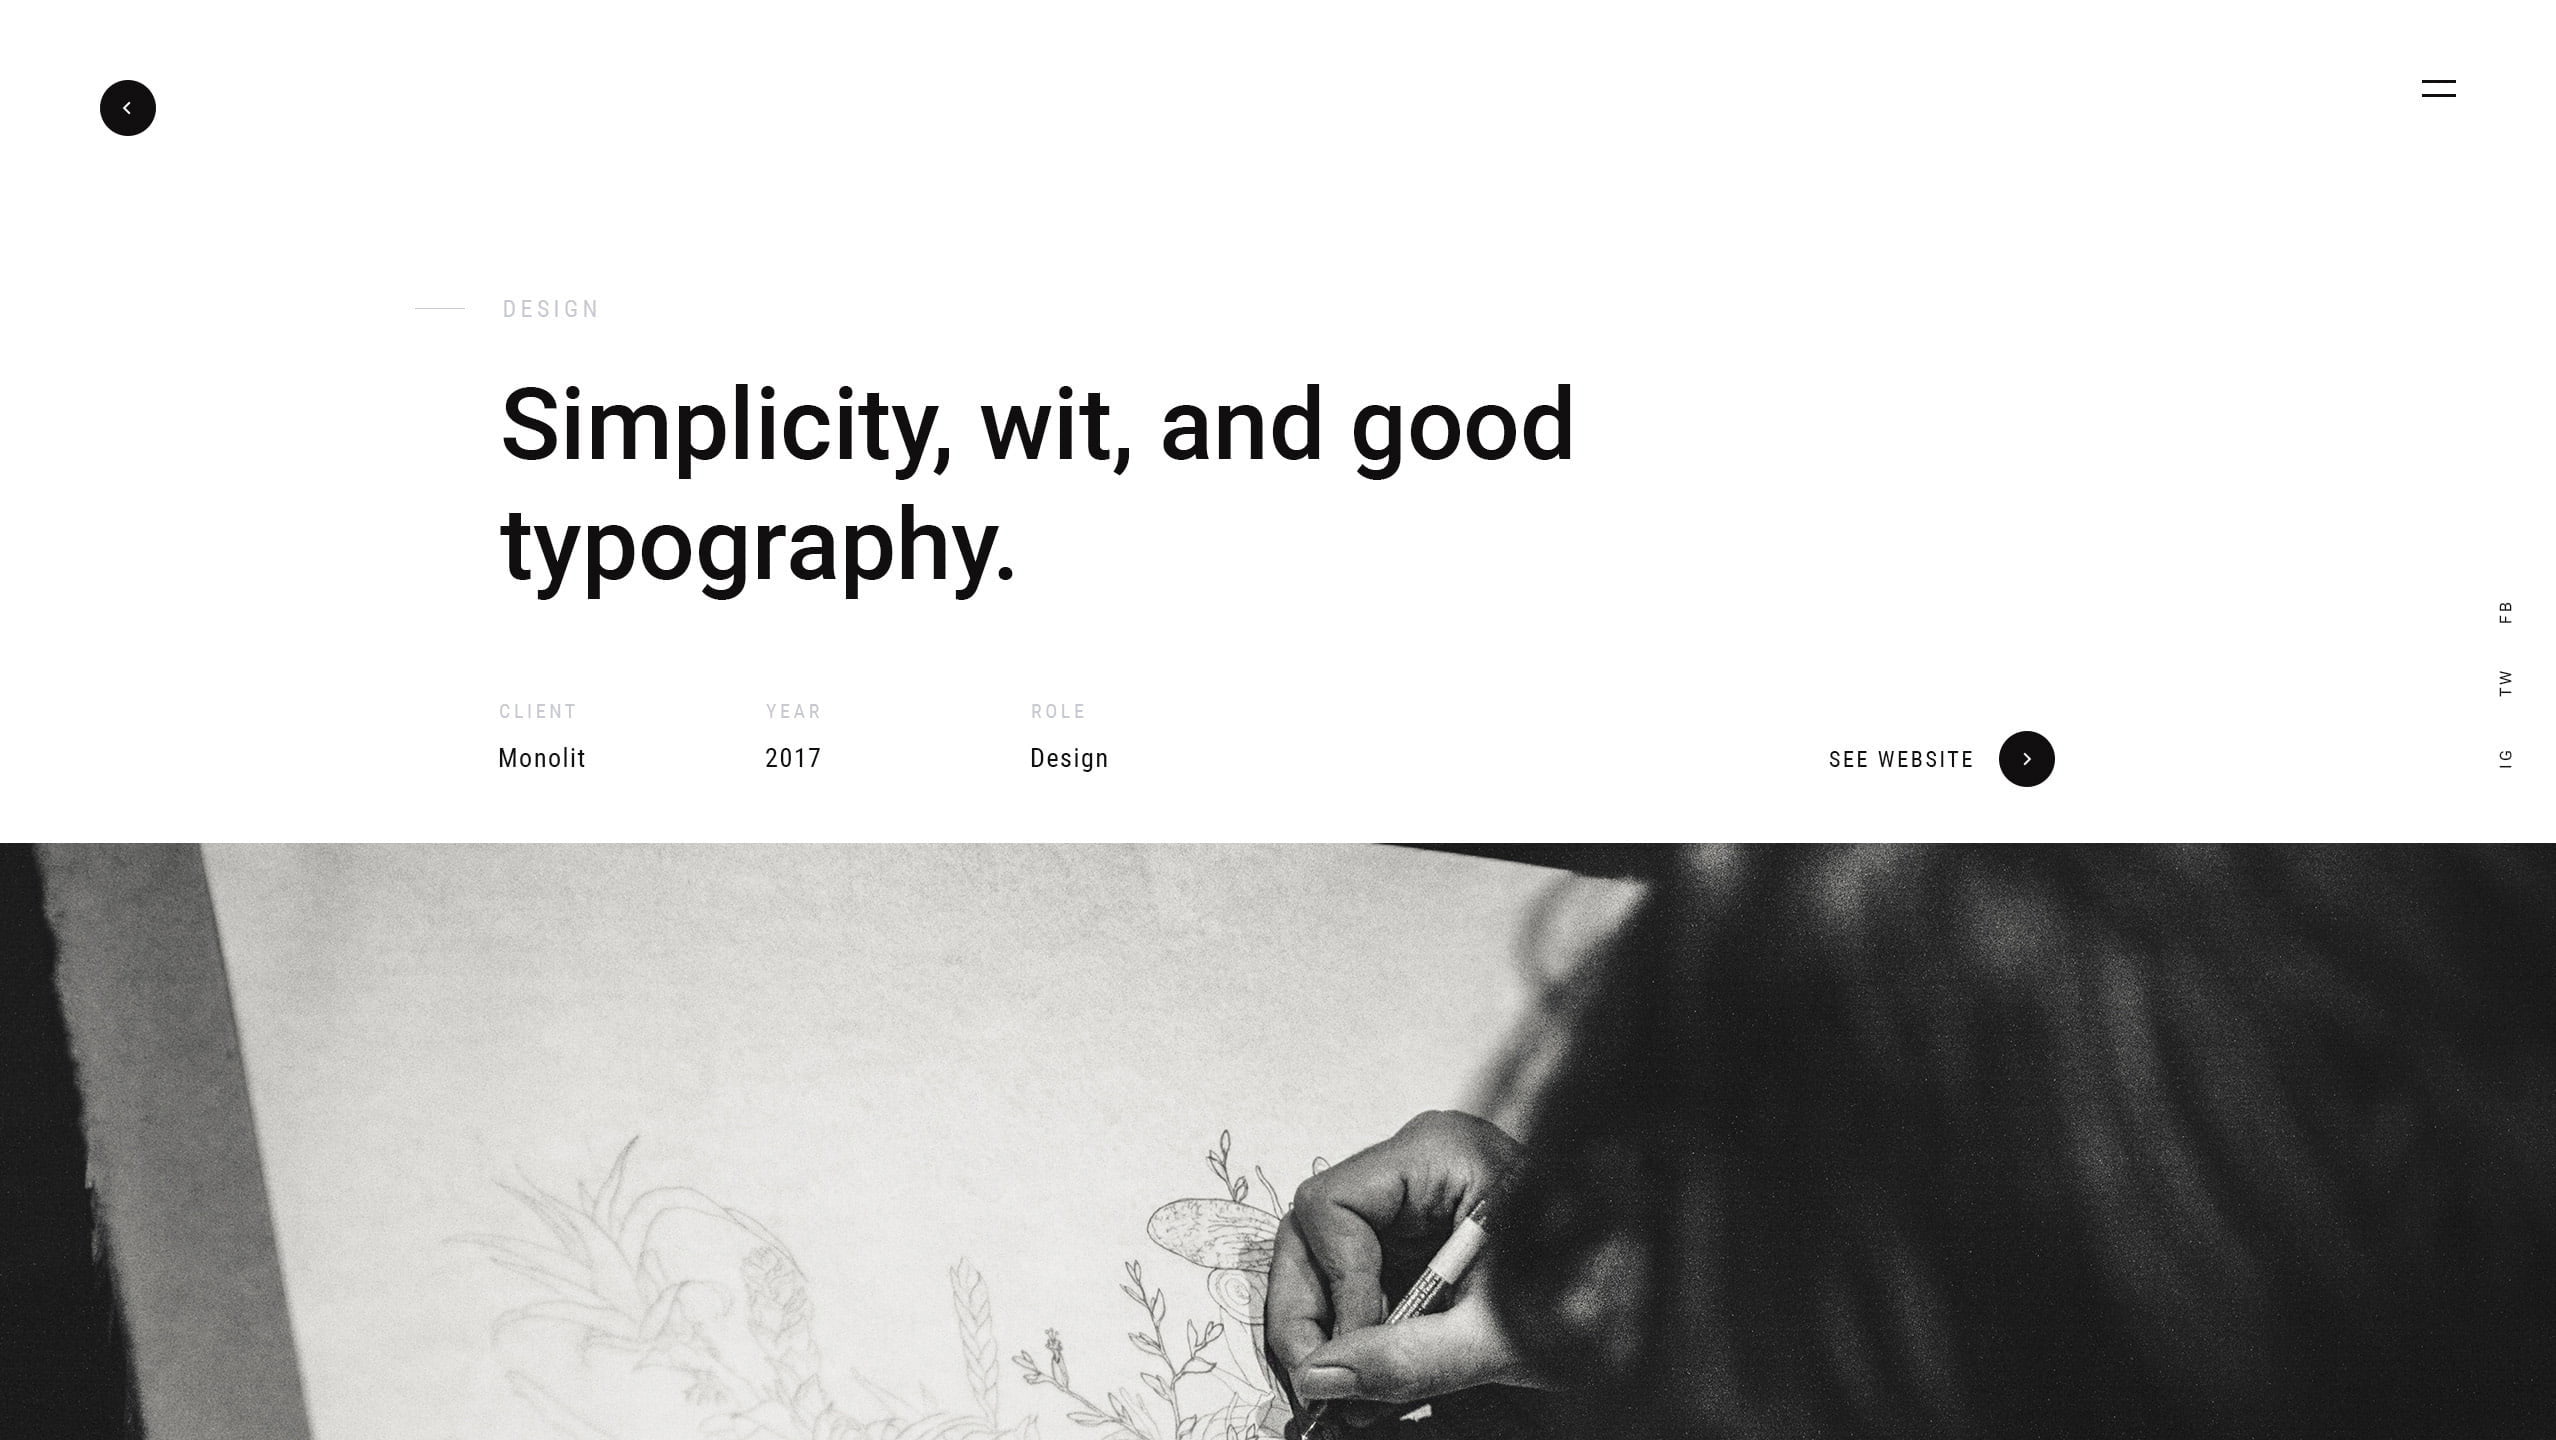 DESIGN
Simplicity, wit, and good
typography.
CLIENT
Monolit
YEAR
2017
ROLE
Design
SEE WEBSITE
FB
TW
IG